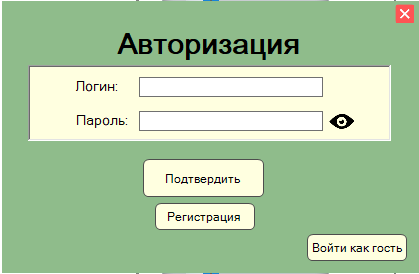 Авторизация
Логин:
Пароль:
Подтвердить
Регистрация
Войти как гость